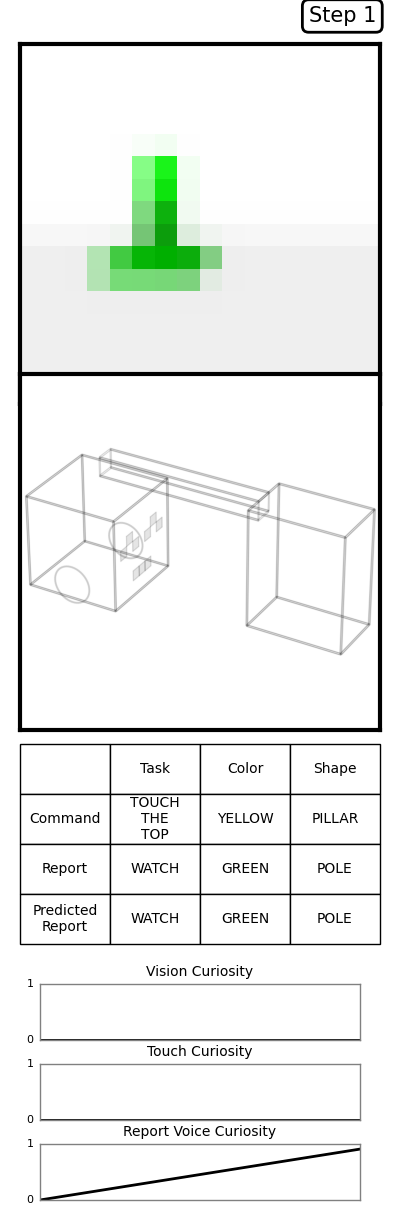 Step 1
Task Color Shape
Command TOUCH THE TOP YELLOW PILLAR
Report WATCH GREEN POLE
Predicted Report WATCH GREEN POLE
Vision Curiosity
1
0
Touch Curiosity
1
0
Report Voice Curiosity
1
0